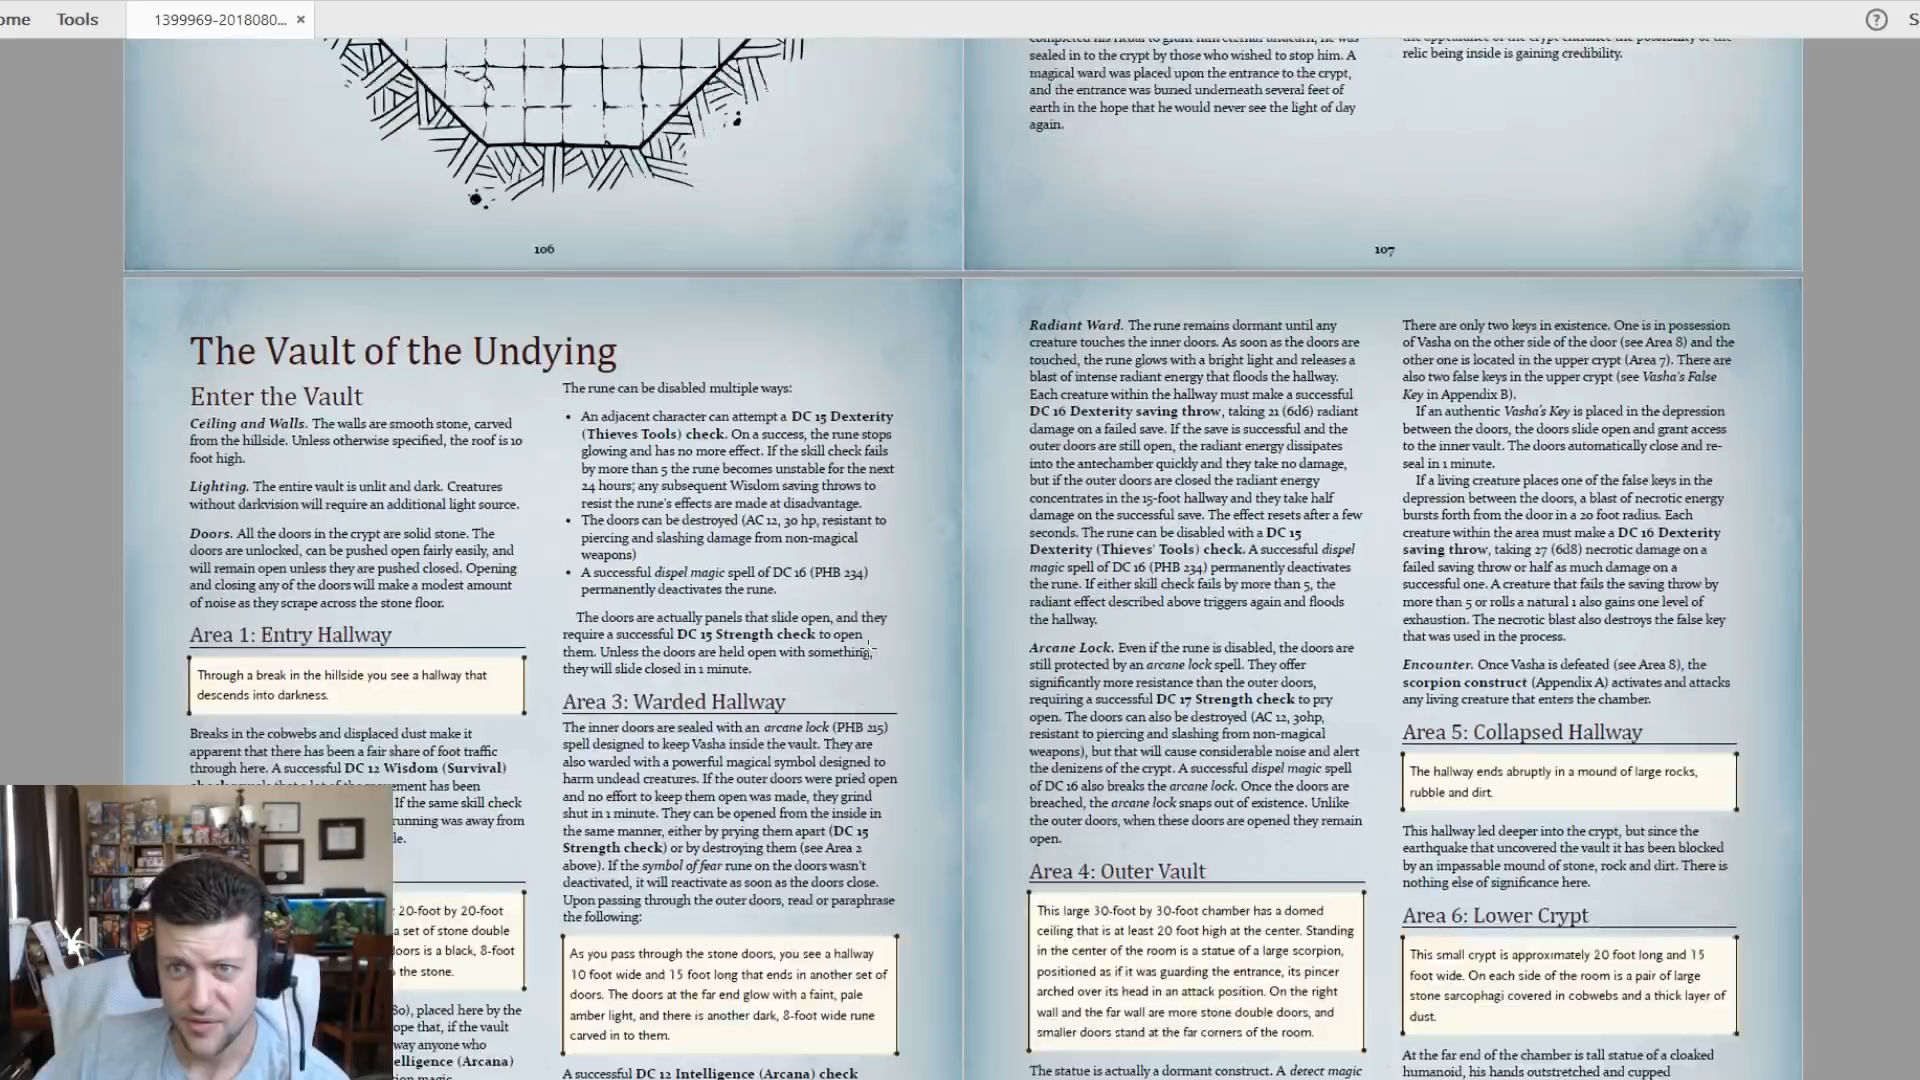 ome
Tools
1399969-2018080...
×
?
S
106
sealed in to the crypt by those who wished to stop him. A
magical ward was placed upon the entrance to the crypt,
and the entrance was buried underneath several feet of
earth in the hope that he would never see the light of day
again.
relic being inside is gaining credibility.
107
The Vault of the Undying
Enter the Vault
Ceiling and Walls. The walls are smooth stone, carved
from the hillside. Unless otherwise specified, the roof is 10
foot high.
Lighting. The entire vault is unlit and dark. Creatures
without darkvision will require an additional light source.
Doors. All the doors in the crypt are solid stone. The
doors are unlocked, can be pushed open fairly easily, and
will remain open unless they are pushed closed. Opening
and closing any of the doors will make a modest amount
of noise as they scrape across the stone floor.
Area 1: Entry Hallway
Through a break in the hillside you see a hallway that
descends into darkness.
Breaks in the cobwebs and displaced dust make it
apparent that there has been a fair share of foot traffic
through here. A successful DC 12 Wisdom (Survival)
If the same skill check
running was away from
20-foot by 20-foot
a set of stone double
is a black, 8-foot
the stone.
placed here by the
if the vault
way anyone who
(Arcana)
The rune can be disabled multiple ways:
• An adjacent character can attempt a DC 15 Dexterity
(Thieves Tools) check. On a success, the rune stops
glowing and has no more effect. If the skill check fails
by more than 5 the rune becomes unstable for the next
24 hours; any subsequent Wisdom saving throws to
resist the rune's effects are made at disadvantage.
• The doors can be destroyed (AC 12, 30 hp, resistant to
piercing and slashing damage from non-magical
weapons)
• A successful dispel magic spell of DC 16 (PHB 234)
permanently deactivates the rune.
The doors are actually panels that slide open, and they
require a successful DC 15 Strength check to open
them. Unless the doors are held open with something,
they will slide closed in 1 minute.
Area 3: Warded Hallway
The inner doors are sealed with an arcane lock (PHB 215)
spell designed to keep Vasha inside the vault. They are
also warded with a powerful magical symbol designed to
harm undead creatures. If the outer doors were pried open
and no effort to keep them open was made, they grind
shut in 1 minute. They can be opened from the inside in
the same manner, either by prying them apart (DC 15
Strength check) or by destroying them (see Area 2
above). If the symbol of fear rune on the doors wasn't
deactivated, it will reactivate as soon as the doors close.
Upon passing through the outer doors, read or paraphrase
the following:
As you pass through the stone doors, you see a hallway
10 foot wide and 15 foot long that ends in another set of
doors. The doors at the far end glow with a faint, pale
amber light, and there is another dark, 8-foot wide rune
carved in to them.
A successful DC 12 Intelligence (Arcana) check
Radiant Ward. The rune remains dormant until any
creature touches the inner doors. As soon as the doors are
touched, the rune glows with a bright light and releases a
blast of intense radiant energy that floods the hallway.
Each creature within the hallway must make a successful
DC 16 Dexterity saving throw, taking 21 (6d6) radiant
damage on a failed save. If the save is successful and the
outer doors are still open, the radiant energy dissipates
into the antechamber quickly and they take no damage,
but if the outer doors are closed the radiant energy
concentrates in the 15-foot hallway and they take half
damage on the successful save. The effect resets after a few
seconds. The rune can be disabled with a DC 15
Dexterity (Thieves' Tools) check. A successful dispel
magic spell of DC 16 (PHB 234) permanently deactivates
the rune. If either skill check fails by more than 5, the
radiant effect described above triggers again and floods
the hallway.
Arcane Lock. Even if the rune is disabled, the doors are
still protected by an arcane lock spell. They offer
significantly more resistance than the outer doors,
requiring a successful DC 17 Strength check to pry
open. The doors can also be destroyed (AC 12, 30hp,
resistant to piercing and slashing from non-magical
weapons), but that will cause considerable noise and alert
the denizens of the crypt. A successful dispel magic spell
of DC 16 also breaks the arcane lock. Once the doors are
breached, the arcane lock snaps out of existence. Unlike
the outer doors, when these doors are opened they remain
open.
Area 4: Outer Vault
This large 30-foot by 30-foot chamber has a domed
ceiling that is at least 20 foot high at the center. Standing
in the center of the room is a statue of a large scorpion,
positioned as if it was guarding the entrance, its pincer
arched over its head in an attack position. On the right
wall and the far wall are more stone double doors, and
smaller doors stand at the far corners of the room.
The statue is actually a dormant construct. A detect magic
There are only two keys in existence. One is in possession
of Vasha on the other side of the door (see Area 8) and the
other one is located in the upper crypt (Area 7). There are
also two false keys in the upper crypt (see Vasha's False
Key in Appendix B).
If an authentic Vasha's Key is placed in the depression
between the doors, the doors slide open and grant access
to the inner vault. The doors automatically close and re-
seal in 1 minute.
If a living creature places one of the false keys in the
depression between the doors, a blast of necrotic energy
bursts forth from the door in a 20 foot radius. Each
creature within the area must make a DC 16 Dexterity
saving throw, taking 27 (6d8) necrotic damage on a
failed saving throw or half as much damage on a
successful one. A creature that fails the saving throw by
more than 5 or rolls a natural 1 also gains one level of
exhaustion. The necrotic blast also destroys the false key
that was used in the process.
Encounter. Once Vasha is defeated (see Area 8), the
scorpion construct (Appendix A) activates and attacks
any living creature that enters the chamber.
Area 5: Collapsed Hallway
The hallway ends abruptly in a mound of large rocks,
rubble and dirt.
This hallway led deeper into the crypt, but since the
earthquake that uncovered the vault it has been blocked
by an impassable mound of stone, rock and dirt. There is
nothing else of significance here.
Area 6: Lower Crypt
This small crypt is approximately 20 foot long and 15
foot wide. On each side of the room is a pair of large
stone sarcophagi covered in cobwebs and a thick layer of
dust.
At the far end of the chamber is tall statue of a cloaked
humanoid, his hands outstretched and cupped